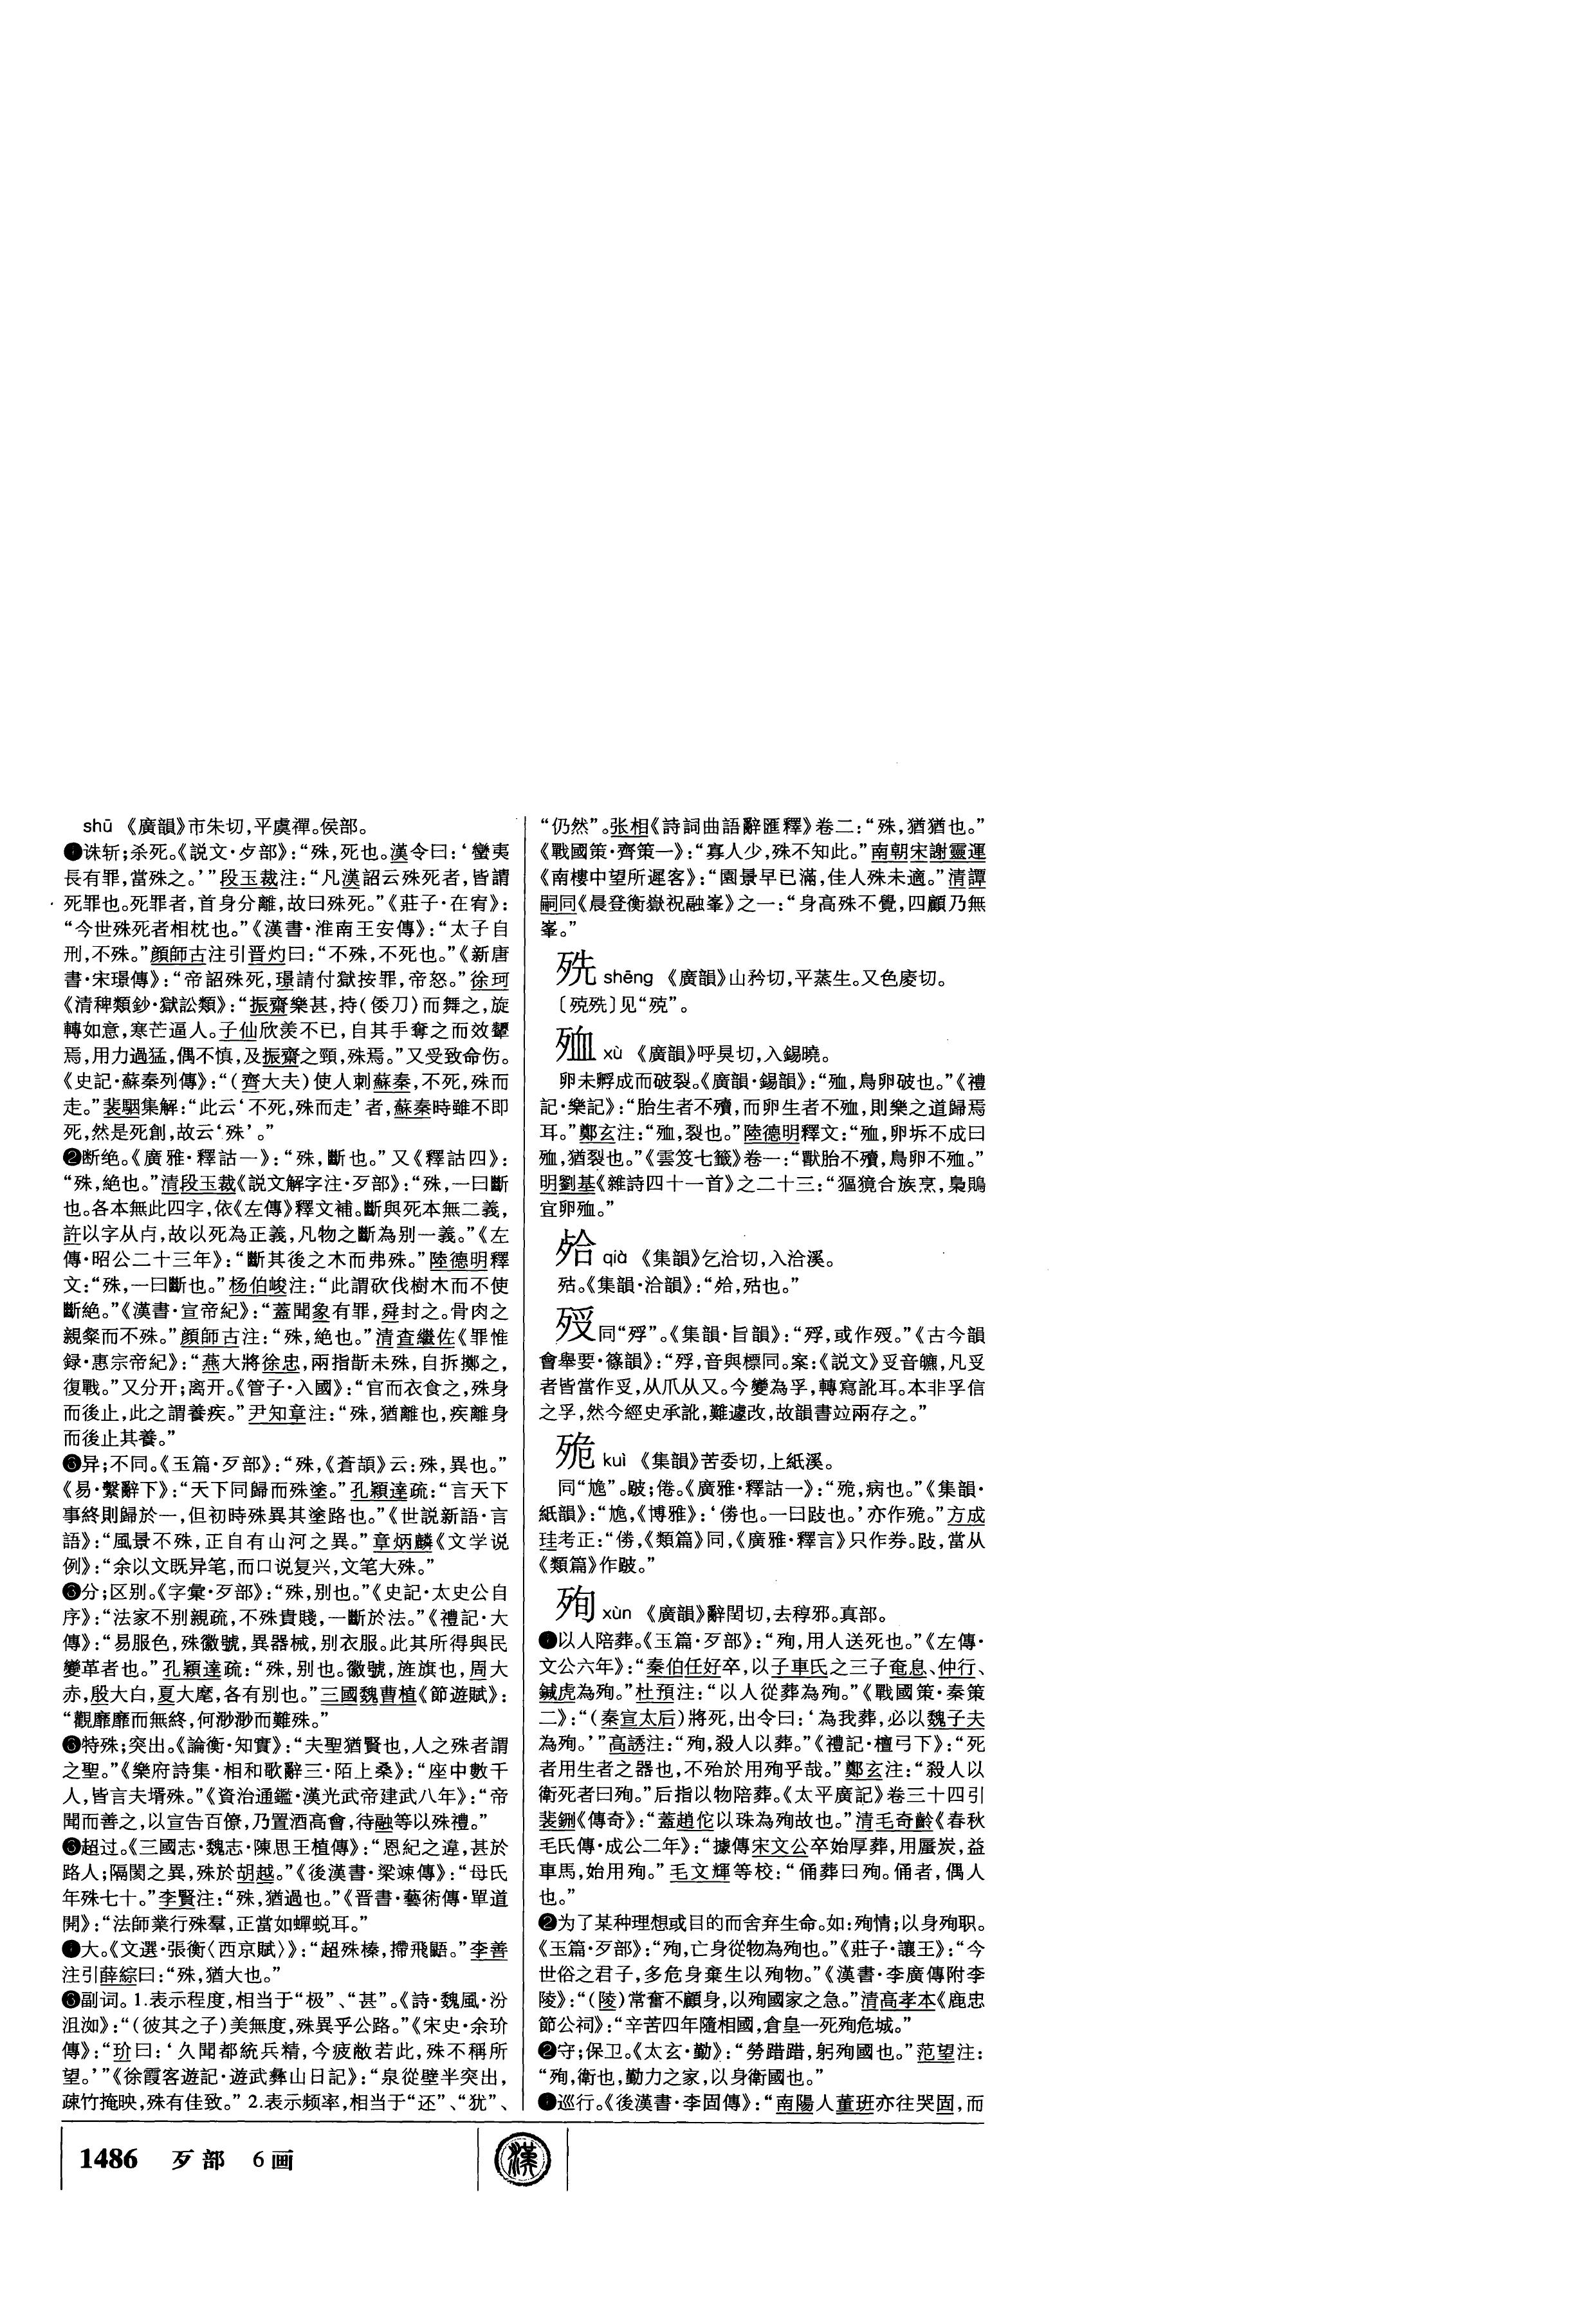 shū 《廣韻》市朱切,平虞禪。侯部。
❶诛斩;杀死。《説文·歺部》:“殊,死也。漢令曰:‘蠻夷
長有罪,當殊之。’”段玉裁注:“凡漢詔云殊死者,皆謂
死罪也。死罪者,首身分離,故曰殊死。”《莊子·在宥》:
“今世殊死者相枕也。”《漢書·淮南王安傳》:“太子自
刑,不殊。”顔師古注引晋灼曰:“不殊,不死也。”《新唐
書·宋璟傳》:“帝詔殊死,璟請付獄按罪,帝怒。”徐珂
《清稗類鈔·獄訟類》:“振齋樂甚,持(倭刀)而舞之,旋
轉如意,寒芒逼人。子仙欣羨不已,自其手奪之而效顰
焉,用力過猛,偶不慎,及振齋之頸,殊焉。”又受致命伤。
《史記·蘇秦列傳》:“(齊大夫)使人刺蘇秦,不死,殊而
走。”裴駰集解:“此云‘不死,殊而走’者,蘇秦時雖不即
死,然是死創,故云‘殊’。”
❷断绝。《廣雅·釋詁一》:“殊,斷也。”又《釋詁四》:
“殊,絶也。”清段玉裁《説文解字注·歹部》:“殊,一曰斷
也。各本無此四字,依《左傳》釋文補。斷與死本無二義,
許以字从歺,故以死為正義,凡物之斷為别一義。”《左
傳·昭公二十三年》:“斷其後之木而弗殊。”陸德明釋
文:“殊,一曰斷也。”杨伯峻注:“此謂砍伐樹木而不使
斷絶。”《漢書·宣帝紀》:“蓋聞象有罪,舜封之。骨肉之
親粲而不殊。”顔師古注:“殊,絶也。”清查繼佐《罪惟
録·惠宗帝紀》:“燕大將徐忠,兩指斮未殊,自拆擲之,
復戰。”又分开;离开。《管子·入國》:“官而衣食之,殊身
而後止,此之謂養疾。”尹知章注:“殊,猶離也,疾離身
而後止其養。”
❸异;不同。《玉篇·歹部》:“殊,《蒼頡》云:殊,異也。”
《易·繫辭下》:“天下同歸而殊塗。”孔穎達疏:“言天下
事終則歸於一,但初時殊異其塗路也。”《世説新語·言
語》:“風景不殊,正自有山河之異。”章炳麟《文学说
例》:“余以文既异笔,而口说复兴,文笔大殊。”
❸分;区别。《字彙·歹部》:“殊,别也。”《史記·太史公自
序》:“法家不别親疏,不殊貴賤,一斷於法。”《禮記·大
傳》:“易服色,殊徽號,異器械,别衣服。此其所得與民
變革者也。”孔穎達疏:“殊,别也。徽號,旌旗也,周大
赤,殷大白,夏大麾,各有别也。”三國魏曹植《節遊賦》:
“觀靡靡而無終,何渺渺而難殊。”
❸特殊;突出。《論衡·知實》:“夫聖猶賢也,人之殊者謂
之聖。”《樂府詩集·相和歌辭三·陌上桑》:“座中數千
人,皆言夫壻殊。”《資治通鑑·漢光武帝建武八年》:“帝
聞而善之,以宣告百僚,乃置酒高會,待融等以殊禮。”
❸超过。《三國志·魏志·陳思王植傳》:“恩紀之違,甚於
路人;隔閡之異,殊於胡越。”《後漢書·梁竦傳》:“母氏
年殊七十。”李賢注:“殊,猶過也。”《晋書·藝術傳·單道
開》:“法師業行殊羣,正當如蟬蜕耳。”
❶大。《文選·張衡〈西京賦〉》:“超殊榛,摕飛鼯。”李善
注引薛綜曰:“殊,猶大也。”
❸副词。1.表示程度,相当于“极”、“甚”。《詩·魏風·汾
沮洳》:“(彼其之子)美無度,殊異乎公路。”《宋史·余玠
傳》:“玠曰:‘久聞都統兵精,今疲敝若此,殊不稱所
望。’”《徐霞客遊記·遊武彝山日記》:“泉從壁半突出,
疎竹掩映,殊有佳致。”2.表示频率,相当于“还”、“犹”、
“仍然”。张相《詩詞曲語辭匯釋》卷二:“殊,猶猶也。”
《戰國策·齊策一》:“寡人少,殊不知此。”南朝宋謝靈運
《南樓中望所遲客》:“園景早已滿,佳人殊未適。”清譚
嗣同《晨登衡嶽祝融峯》之一:“身高殊不覺,四顧乃無
峯。”
殑 shēng 《廣韻》山矜切,平蒸生。又色庱切。
〔殑殑〕见“殑”。
殈 xù 《廣韻》呼狊切,入錫曉。
卵未孵成而破裂。《廣韻·錫韻》:“殈,鳥卵破也。”《禮
記·樂記》:“胎生者不殰,而卵生者不殈,則樂之道歸焉
耳。”鄭玄注:“殈,裂也。”陸德明釋文:“殈,卵坼不成曰
殈,猶裂也。”《雲笈七籤》卷一:“獸胎不殰,鳥卵不殈。”
明劉基《雜詩四十一首》之二十三:“貙獍合族烹,梟鴟
宜卵殈。”
㱚 qià 《集韻》乞洽切,入洽溪。
㱠。《集韻·洽韻》:“㱚,㱠也。”
同“殍”。《集韻·旨韻》:“殍,或作㱩。”《古今韻
會舉要·篠韻》:“殍,音與標同。案:《説文》𠬪音皫,凡𠬪
者皆當作𠬪,从爪从又。今變為孚,轉寫訛耳。本非孚信
之孚,然今經史承訛,難遽改,故韻書竝兩存之。”
㱦 kuì 《集韻》苦委切,上紙溪。
同“尯”。㱦;倦。《廣雅·釋詁一》:“㱦,病也。”《集韻·
紙韻》:“尯,《博雅》:‘㑸也。一曰跂也。’亦作㱦。”方成
珪考正:“㑸,《類篇》同,《廣雅·釋言》只作券。跂,當从
《類篇》作㩻。”
殉 xùn 《廣韻》辭閏切,去稕邪。真部。
❶以人陪葬。《玉篇·歹部》:“殉,用人送死也。”《左傳·
文公六年》:“秦伯任好卒,以子車氏之三子奄息、仲行、
鍼虎為殉。”杜預注:“以人從葬為殉。”《戰國策·秦策
二》:“(秦宣太后)將死,出令曰:‘為我葬,必以魏子夫
為殉。’”高誘注:“殉,殺人以葬。”《禮記·檀弓下》:“死
者用生者之器也,不殆於用殉乎哉。”鄭玄注:“殺人以
衛死者曰殉。”后指以物陪葬。《太平廣記》卷三十四引
裴鉶《傳奇》:“蓋趙佗以珠為殉故也。”清毛奇齡《春秋
毛氏傳·成公二年》:“據傳宋文公卒始厚葬,用蜃炭,益
車馬,始用殉。”毛文輝等校:“俑葬曰殉。俑者,偶人
也。”
❷为了某种理想或目的而舍弃生命。如:殉情;以身殉职。
《玉篇·歹部》:“殉,亡身從物為殉也。”《莊子·讓王》:“今
世俗之君子,多危身棄生以殉物。”《漢書·李廣傳附李
陵》:“(陵)常奮不顧身,以殉國家之急。”清高孝本《鹿忠
節公祠》:“辛苦四年隨相國,倉皇一死殉危城。”
❷守;保卫。《太玄·勤》:“勞踖踖,躬殉國也。”范望注:
“殉,衛也,勤力之家,以身衛國也。”
❶巡行。《後漢書·李固傳》:“南陽人董班亦往哭固,而
1486 歹部 6画
漢